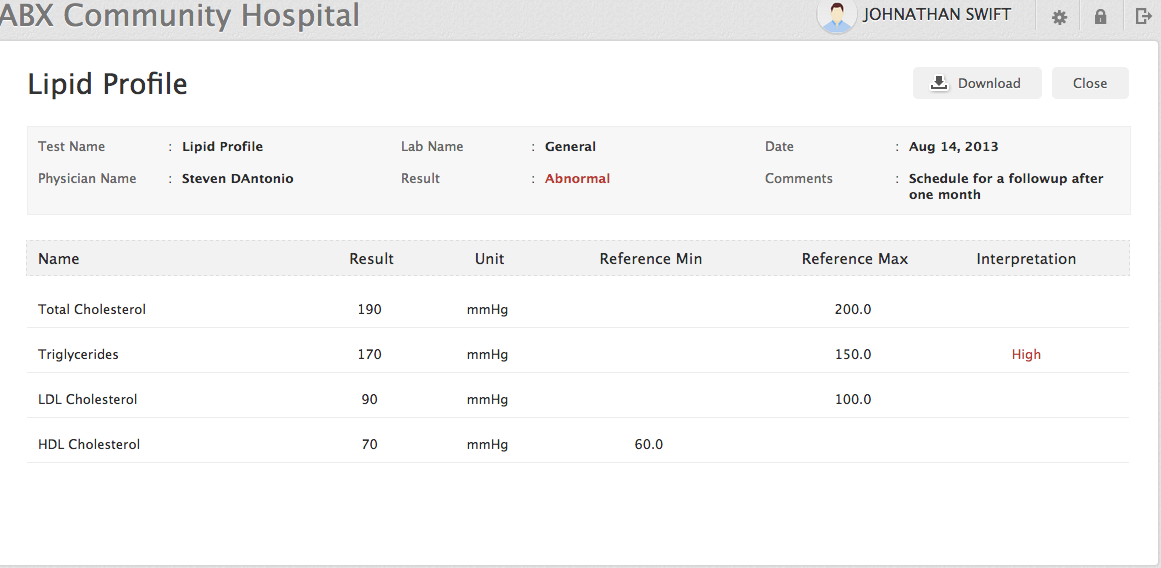 ABX Community Hospital JOHNATHAN SWIFT
Lipid Profile Download Close
Test Name : Lipid Profile Lab Name : General Date : Aug 14, 2013
Physician Name : Steven DAntonio Result : Abnormal Comments : Schedule for a followup after
one month
Name Result Unit Reference Min Reference Max Interpretation
Total Cholesterol 190 mmHg 200.0
Triglycerides 170 mmHg 150.0 High
LDL Cholesterol 90 mmHg 100.0
HDL Cholesterol 70 mmHg 60.0